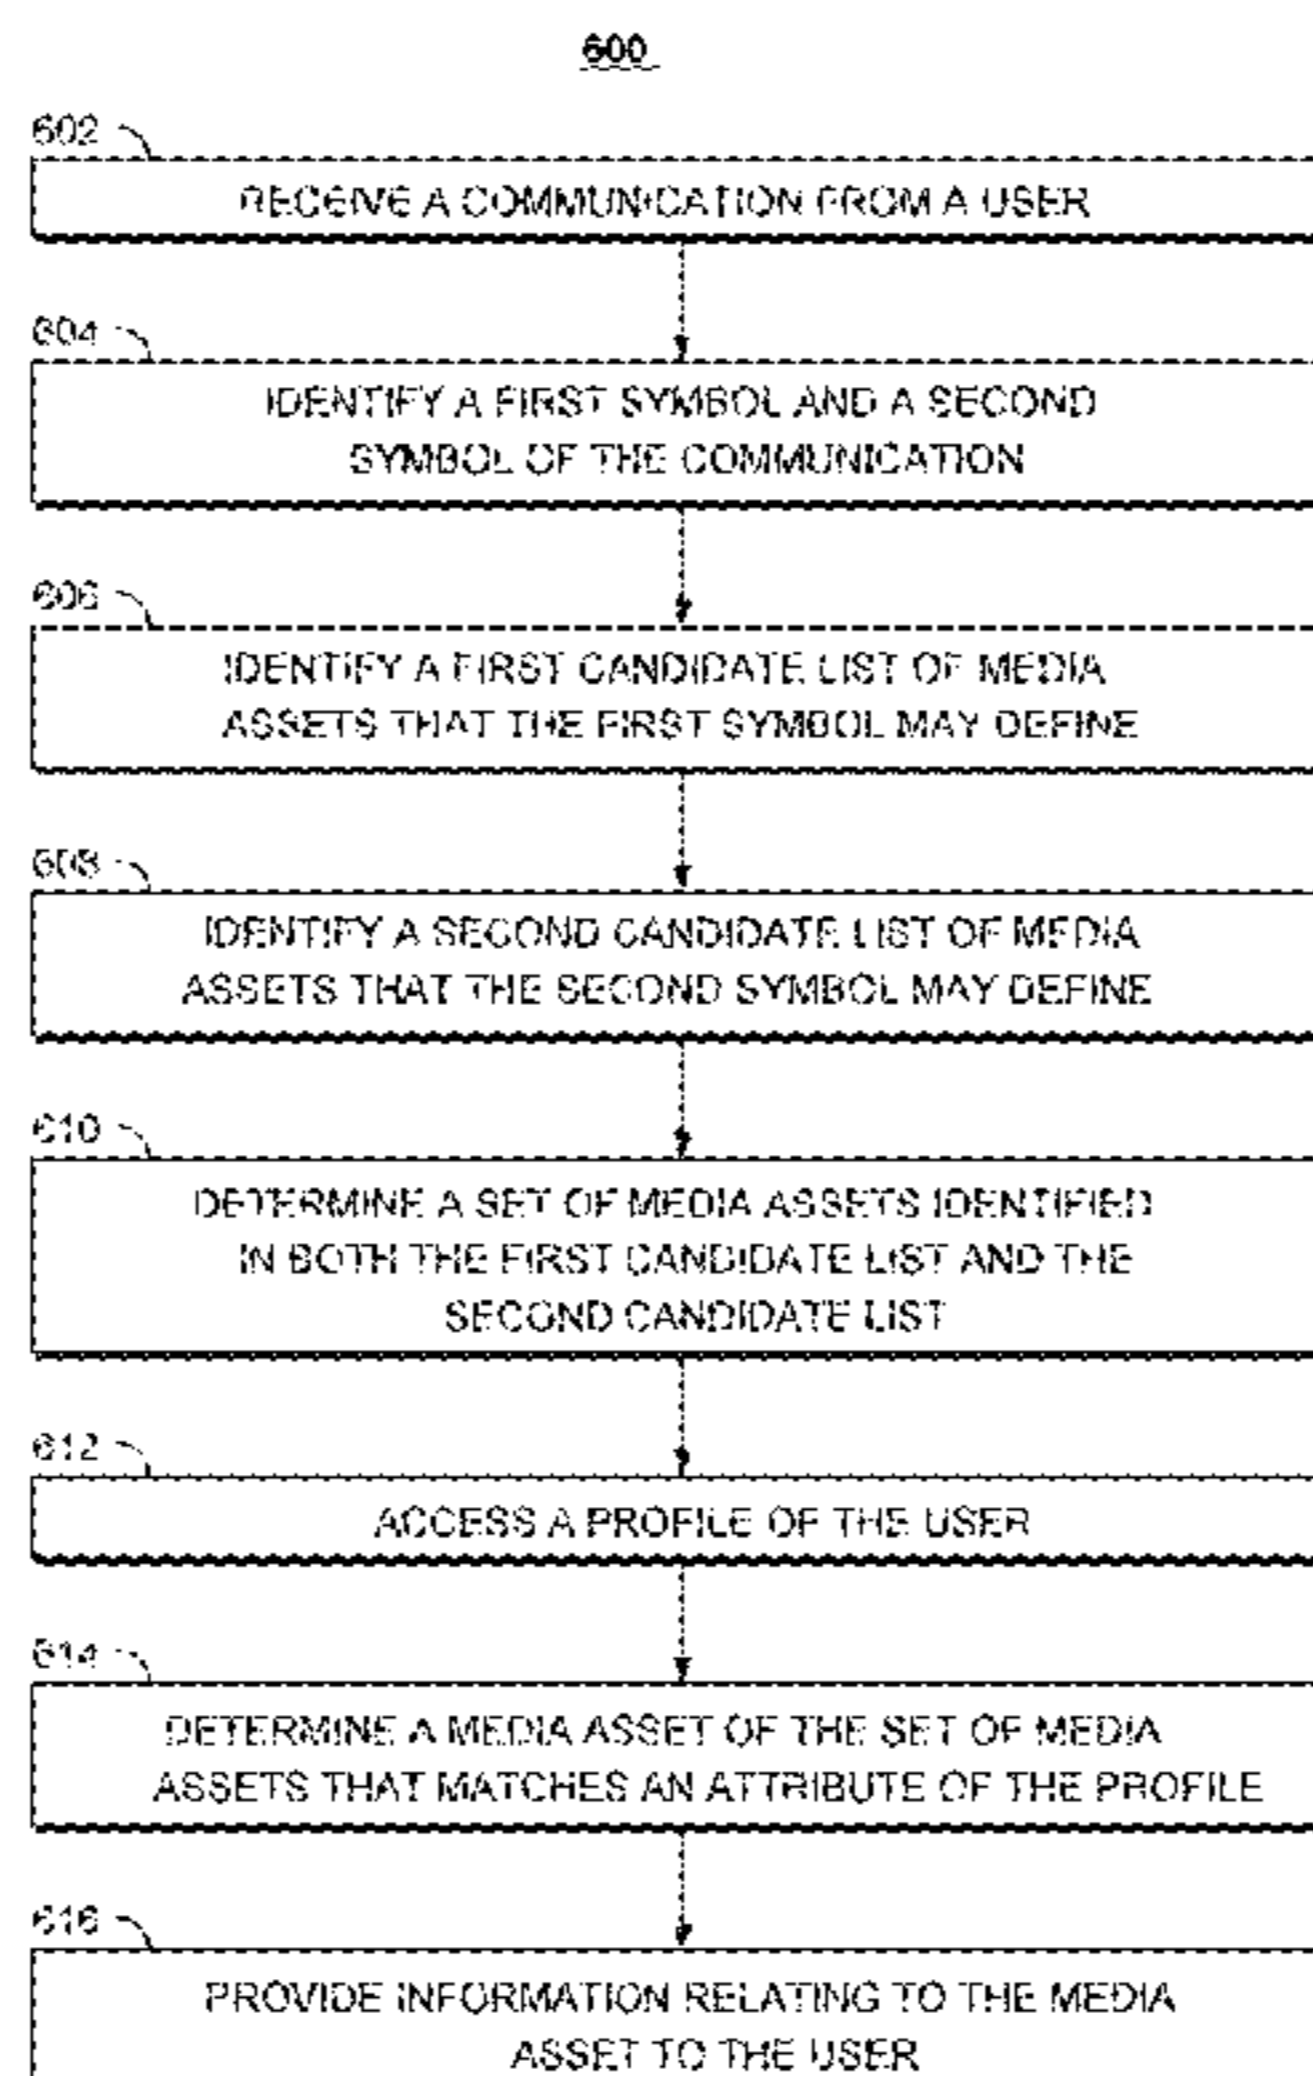 600
602
RECEIVE A COMMUNICATION FROM A USER
604
IDENTIFY A FIRST SYMBOL AND A SECOND
SYMBOL OF THE COMMUNICATION
606
IDENTIFY A FIRST CANDIDATE LIST OF MEDIA
ASSETS THAT THE FIRST SYMBOL MAY DEFINE
608
IDENTIFY A SECOND CANDIDATE LIST OF MEDIA
ASSETS THAT THE SECOND SYMBOL MAY DEFINE
610
DETERMINE A SET OF MEDIA ASSETS IDENTIFIED
IN BOTH THE FIRST CANDIDATE LIST AND THE
SECOND CANDIDATE LIST
612
ACCESS A PROFILE OF THE USER
614
DETERMINE A MEDIA ASSET OF THE SET OF MEDIA
ASSETS THAT MATCHES AN ATTRIBUTE OF THE PROFILE
616
PROVIDE INFORMATION RELATING TO THE MEDIA
ASSET TO THE USER